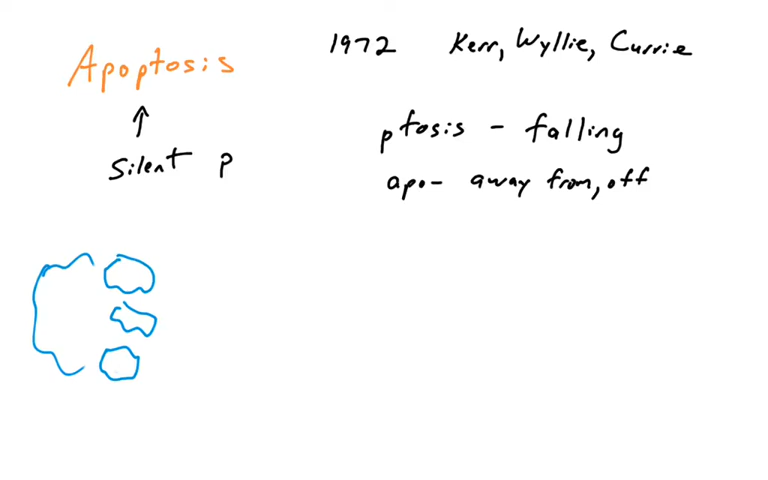 Apoptosis
1972 Kerr, Wyllie, Currie
↑
Silent p
ptosis - falling
apo- away from, off